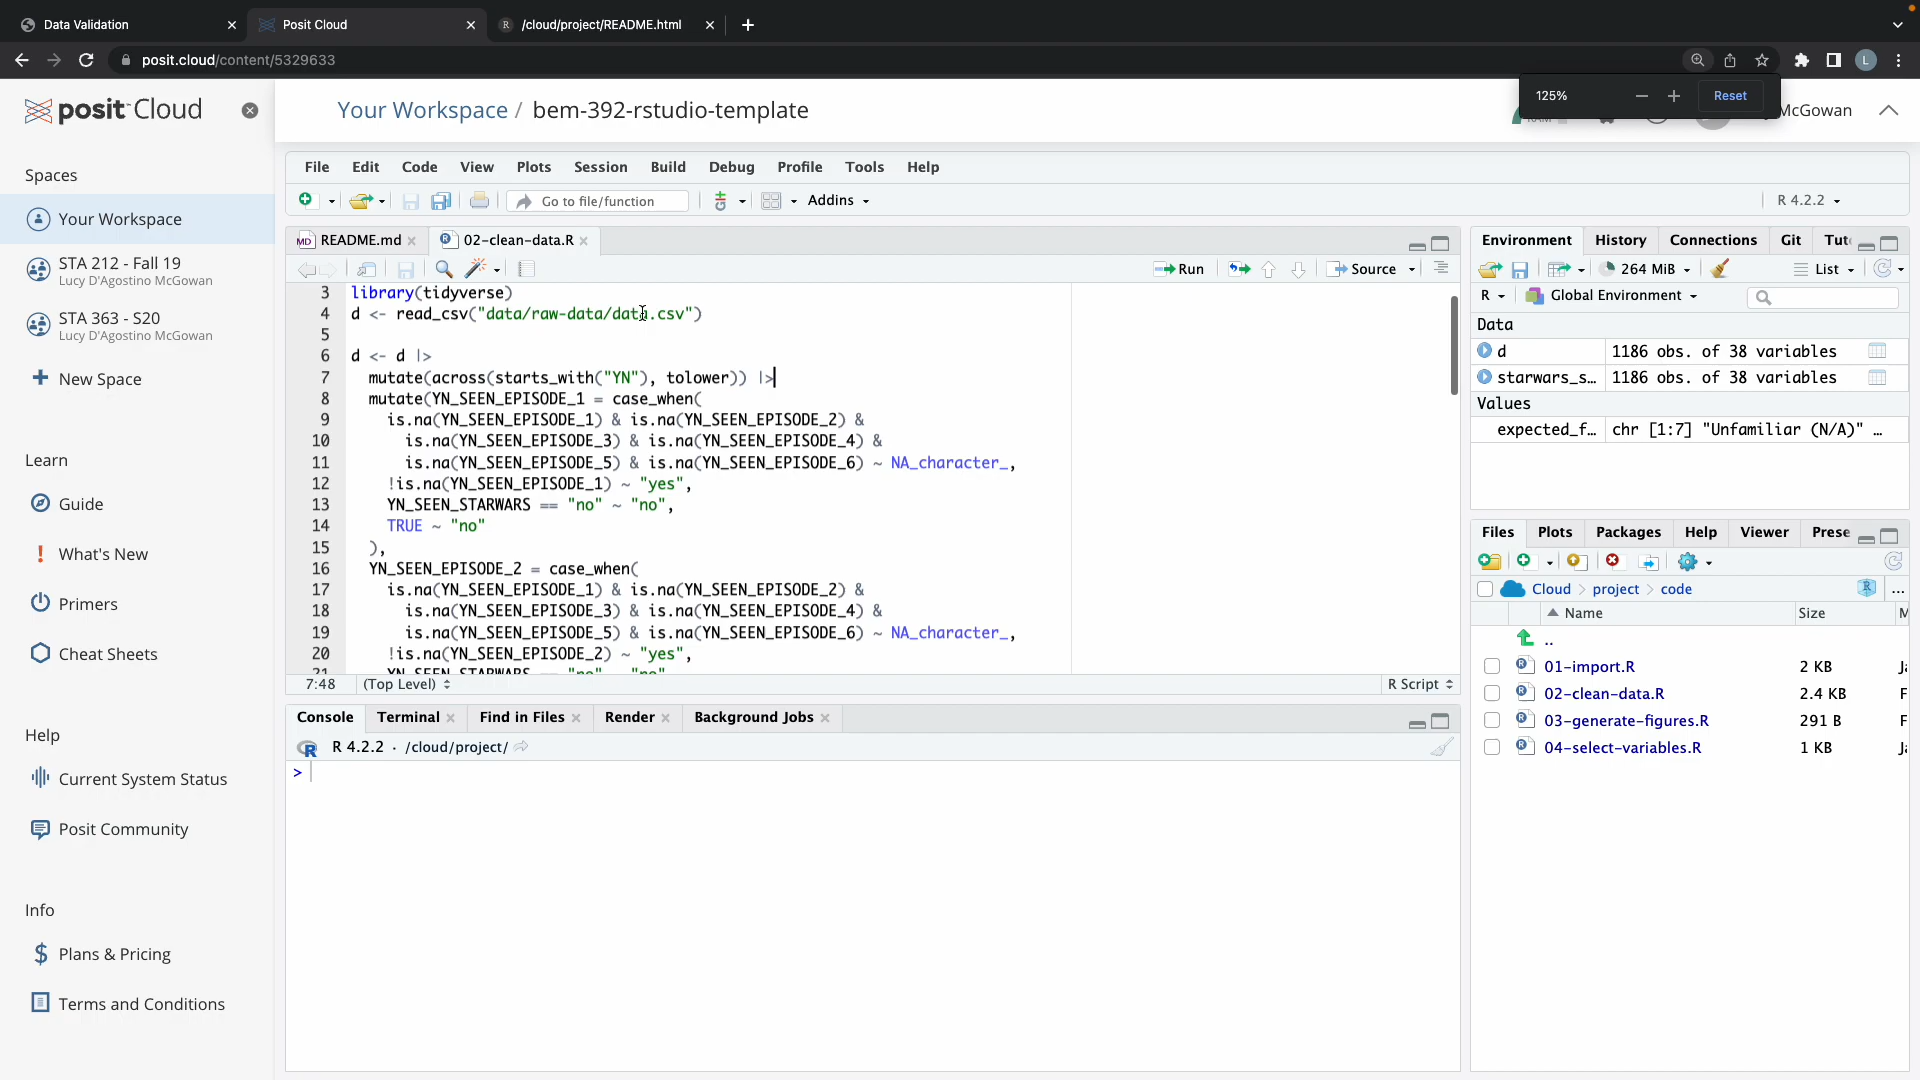 Data Validation
Posit Cloud
/cloud/project/README.html
posit.cloud/content/5329633
L
125%
Reset
posit Cloud
Your Workspace / bem-392-rstudio-template
McGowan
Spaces
Your Workspace
STA 212 - Fall 19
Lucy D'Agostino McGowan
STA 363 - S20
Lucy D'Agostino McGowan
New Space
Learn
Guide
What's New
Primers
Cheat Sheets
Help
Current System Status
Posit Community
Info
Plans & Pricing
Terms and Conditions
File Edit Code View Plots Session Build Debug Profile Tools Help
Go to file/function
Addins
R 4.2.2
README.md
02-clean-data.R
Run
Source
3 library(tidyverse)
4 d <- read_csv("data/raw-data/data.csv")
5
6 d <- d |>
7 mutate(across(starts_with("YN"), tolower)) |>
8 mutate(YN_SEEN_EPISODE_1 = case_when(
9 is.na(YN_SEEN_EPISODE_1) & is.na(YN_SEEN_EPISODE_2) &
10 is.na(YN_SEEN_EPISODE_3) & is.na(YN_SEEN_EPISODE_4) &
11 is.na(YN_SEEN_EPISODE_5) & is.na(YN_SEEN_EPISODE_6) ~ NA_character_,
12 !is.na(YN_SEEN_EPISODE_1) ~ "yes",
13 YN_SEEN_STARWARS == "no" ~ "no",
14 TRUE ~ "no"
15 ),
16 YN_SEEN_EPISODE_2 = case_when(
17 is.na(YN_SEEN_EPISODE_1) & is.na(YN_SEEN_EPISODE_2) &
18 is.na(YN_SEEN_EPISODE_3) & is.na(YN_SEEN_EPISODE_4) &
19 is.na(YN_SEEN_EPISODE_5) & is.na(YN_SEEN_EPISODE_6) ~ NA_character_,
20 !is.na(YN_SEEN_EPISODE_2) ~ "yes",
7:48 (Top Level)
R Script
Console Terminal Find in Files Render Background Jobs
R 4.2.2 · /cloud/project/
>
Environment History Connections Git Tut
264 MiB
List
R Global Environment
Data
d 1186 obs. of 38 variables
starwars_s… 1186 obs. of 38 variables
Values
expected_f… chr [1:7] "Unfamiliar (N/A)" …
Files Plots Packages Help Viewer Prese
Cloud > project > code
...
Name Size M
..
01-import.R 2 KB
02-clean-data.R 2.4 KB F
03-generate-figures.R 291 B F
04-select-variables.R 1 KB